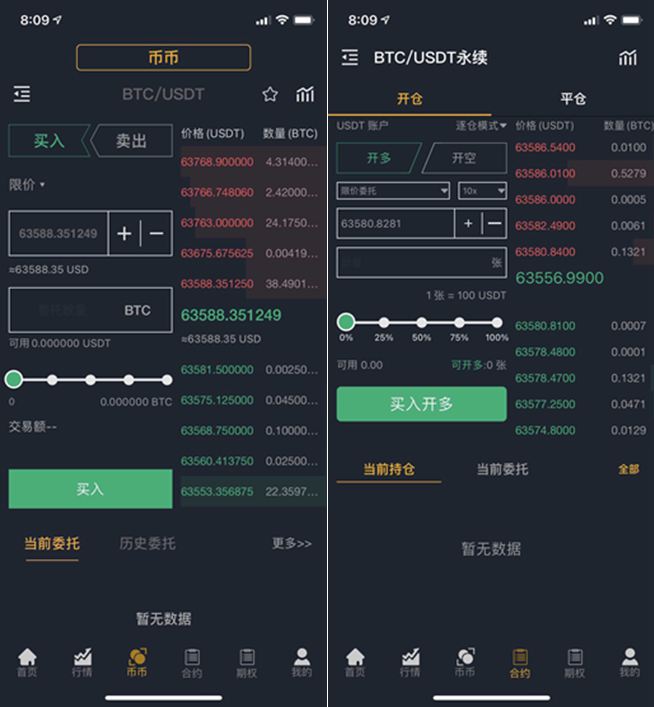 8:09
币币
BTC/USDT
买入
卖出
价格 (USDT)
数量 (BTC)
限价
63768.900000 4.31400...
63766.748060 2.42000...
63763.000000 24.1750...
63675.675625 0.00419...
63588.351250 38.4901...
63588.351249
+
—
≈63588.35 USD
BTC
可用 0.000000 USDT
0
0.000000 BTC
交易额--
63588.351249
≈63588.35 USD
63581.500000 0.00250...
63575.125000 0.04500...
63568.750000 0.10000...
63560.413750 0.02500...
63553.356875 22.3597...
买入
当前委托
历史委托
更多>>
暂无数据
首页
行情
币币
合约
期权
我的
8:09
BTC/USDT永续
开仓
平仓
USDT 账户
逐仓模式
价格 (USDT)
数量 (BTC)
开多
开空
限价委托
10x
63580.8281
+
—
张
1 张 = 100 USDT
0% 25% 50% 75% 100%
可用 0.00
可开多:0 张
买入开多
63586.5400 0.0100
63586.0100 0.5279
63586.0000 0.0005
63582.4900 0.0061
63580.8400 0.1321
63556.9900
63580.8100 0.0007
63578.4800 0.0001
63578.4700 0.1321
63577.2500 0.0471
63574.8000 0.0129
当前持仓
当前委托
全部
暂无数据
首页
行情
币币
合约
期权
我的